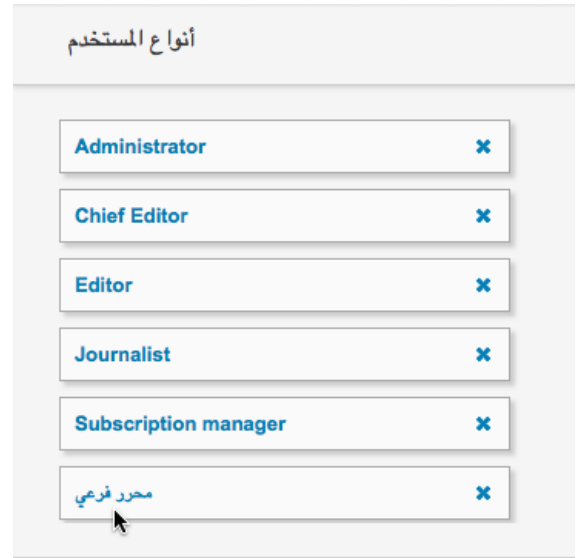 أنواع المستخدم
Administrator
Chief Editor
Editor
Journalist
Subscription manager
محرر فرعي